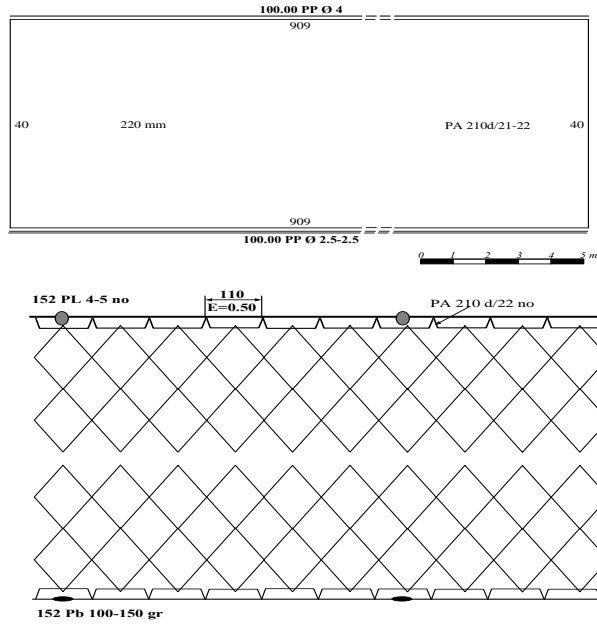 100.00 PP Ø 4
909
40 220 mm PA 210d/21-22 40
909
100.00 PP Ø 2.5-2.5
0 1 2 3 4 5 m
152 PL 4-5 no
110
E=0.50
PA 210 d/22 no
152 Pb 100-150 gr